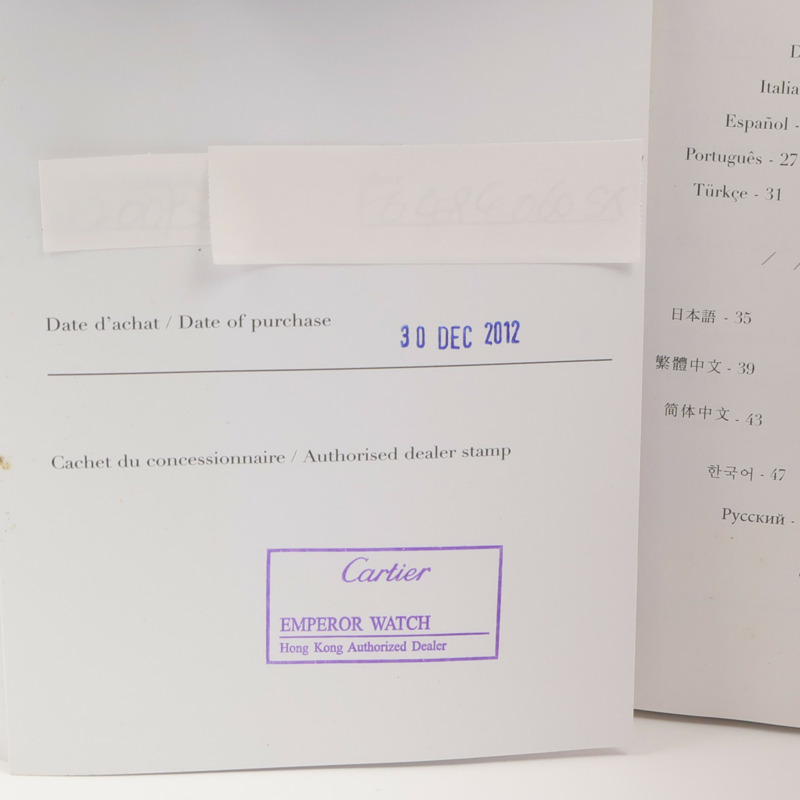 Date d'achat / Date of purchase
30 DEC 2012
Cachet du concessionnaire / Authorised dealer stamp
Cartier
EMPEROR WATCH
Hong Kong Authorized Dealer
Italia
Español -
Português - 27
Türkçe - 31
日本語 - 35
繁體中文 - 39
简体中文 - 43
한국어 - 47
Русский -